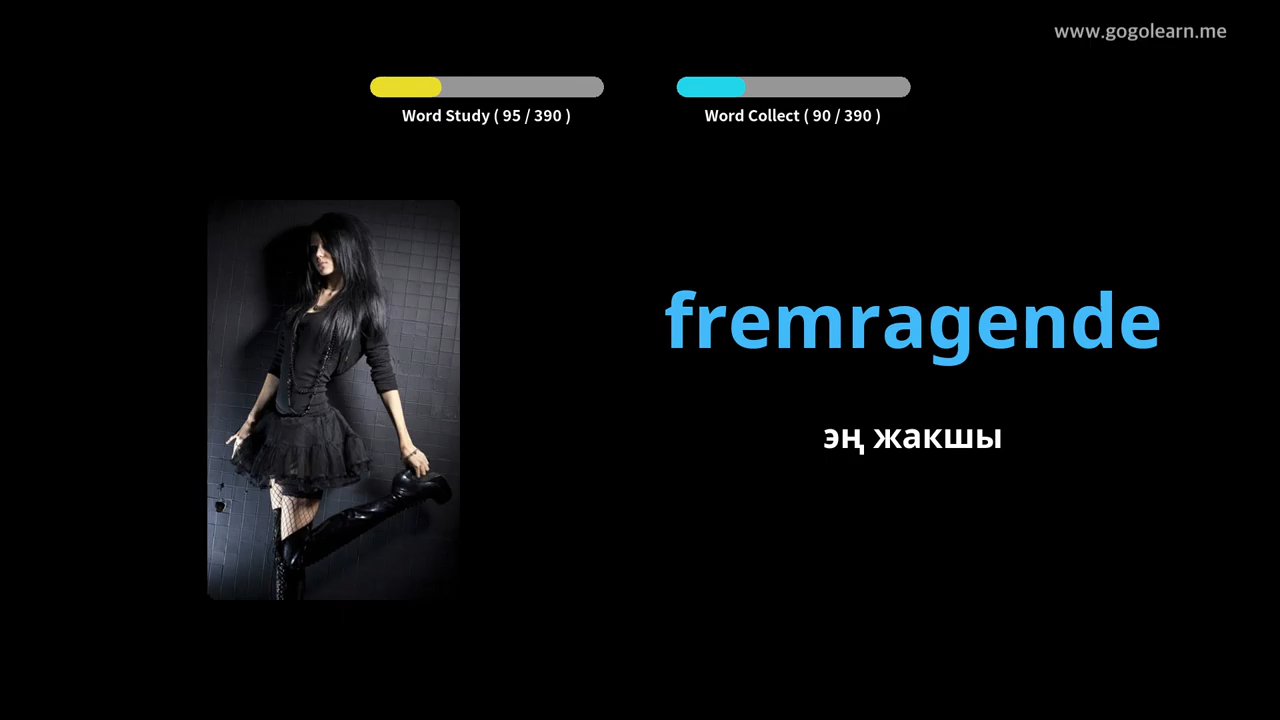 www.gogolearn.me
Word Study ( 95 / 390 )
Word Collect ( 90 / 390 )
fremragende
эң жакшы